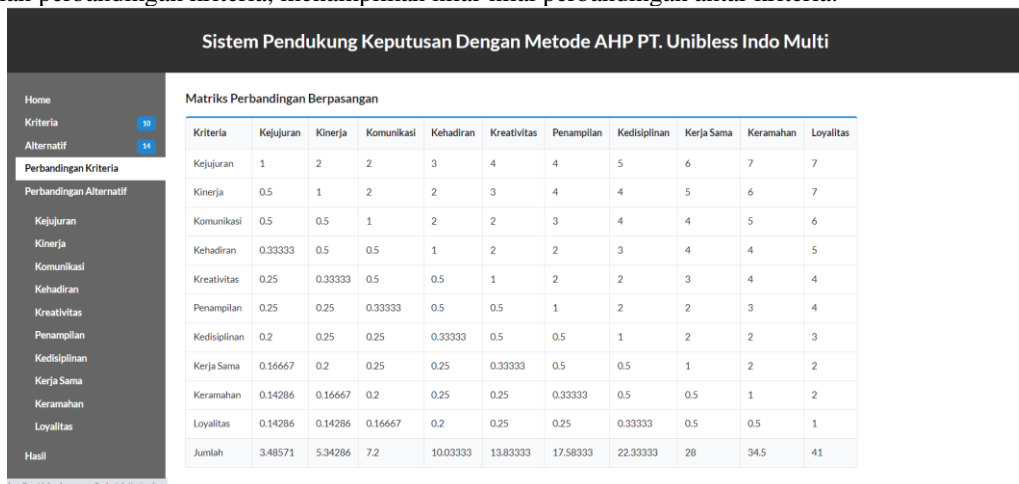 Sistem Pendukung Keputusan Dengan Metode AHP PT. Unibless Indo Multi
Home
Kriteria 10
Alternatif 14
Perbandingan Kriteria
Perbandingan Alternatif
Kejujuran
Kinerja
Komunikasi
Kehadiran
Kreativitas
Penampilan
Kedisiplinan
Kerja Sama
Keramahan
Loyalitas
Hasil
Matriks Perbandingan Berpasangan
Kriteria Kejujuran Kinerja Komunikasi Kehadiran Kreativitas Penampilan Kedisiplinan Kerja Sama Keramahan Loyalitas
Kejujuran 1 2 2 3 4 4 5 6 7 7
Kinerja 0.5 1 2 2 3 4 4 5 6 7
Komunikasi 0.5 0.5 1 2 2 3 4 4 5 6
Kehadiran 0.33333 0.5 0.5 1 2 2 3 4 4 5
Kreativitas 0.25 0.33333 0.5 0.5 1 2 2 3 4 4
Penampilan 0.25 0.25 0.33333 0.5 0.5 1 2 2 3 4
Kedisiplinan 0.2 0.25 0.25 0.33333 0.5 0.5 1 2 2 3
Kerja Sama 0.16667 0.2 0.25 0.25 0.33333 0.5 0.5 1 2 2
Keramahan 0.14286 0.16667 0.2 0.25 0.25 0.33333 0.5 0.5 1 2
Loyalitas 0.14286 0.14286 0.16667 0.2 0.25 0.25 0.33333 0.5 0.5 1
Jumlah 3.48571 5.34286 7.2 10.03333 13.83333 17.58333 22.33333 28 34.5 41